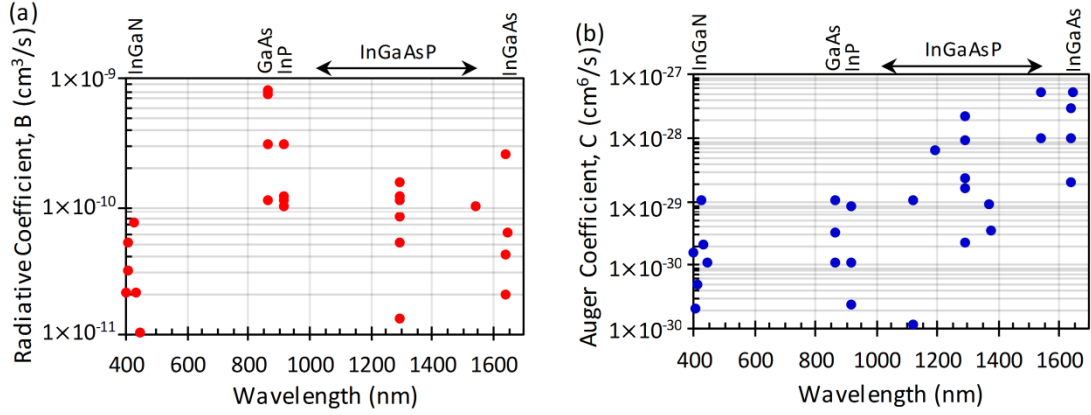 (a)
InGaN
GaAs
InP
InGaAsP
InGaAs
Radiative Coefficient, B (cm³/s)
1×10⁻⁹
1×10⁻¹⁰
1×10⁻¹¹
400 600 800 1000 1200 1400 1600
Wavelength (nm)
(b)
InGaN
GaAs
InP
InGaAsP
InGaAs
Auger Coefficient, C (cm⁶/s)
1×10⁻²⁷
1×10⁻²⁸
1×10⁻²⁹
1×10⁻³⁰
1×10⁻³⁰
400 600 800 1000 1200 1400 1600
Wavelength (nm)